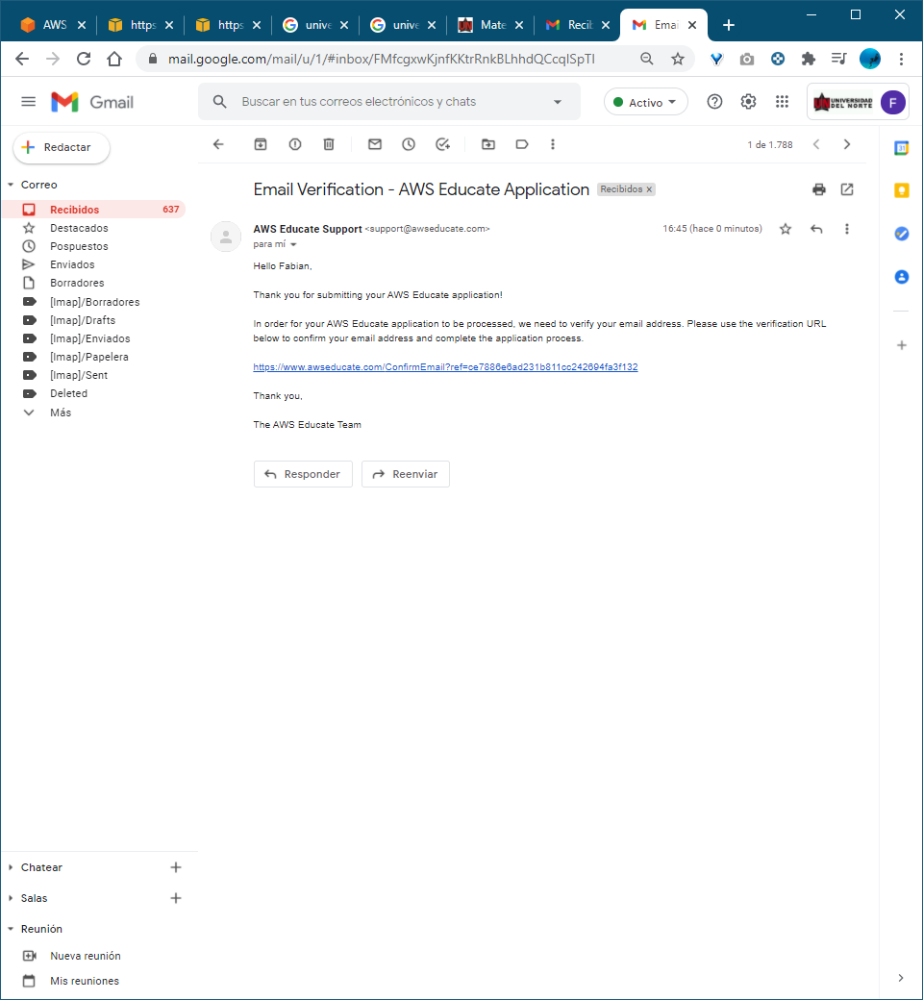 AWS
https
https
unive
unive
Mate
Recib
Emai
mail.google.com/mail/u/1/#inbox/FMfcgxwKjnfKKtrRnkBLhhdQCcqlSpTl
Gmail
Buscar en tus correos electrónicos y chats
Activo
UNIVERSIDAD
DEL NORTE
F
Redactar
1 de 1.788
Correo
Recibidos 637
Destacados
Pospuestos
Enviados
Borradores
[Imap]/Borradores
[Imap]/Drafts
[Imap]/Enviados
[Imap]/Papelera
[Imap]/Sent
Deleted
Más
Email Verification - AWS Educate Application Recibidos x
AWS Educate Support <support@awseducate.com> 16:45 (hace 0 minutos)
para mí
Hello Fabian,
Thank you for submitting your AWS Educate application!
In order for your AWS Educate application to be processed, we need to verify your email address. Please use the verification URL
below to confirm your email address and complete the application process.
https://www.awseducate.com/ConfirmEmail?ref=ce7886e6ad231b811cc242694fa3f132
Thank you,
The AWS Educate Team
Responder
Reenviar
Chatear
Salas
Reunión
Nueva reunión
Mis reuniones